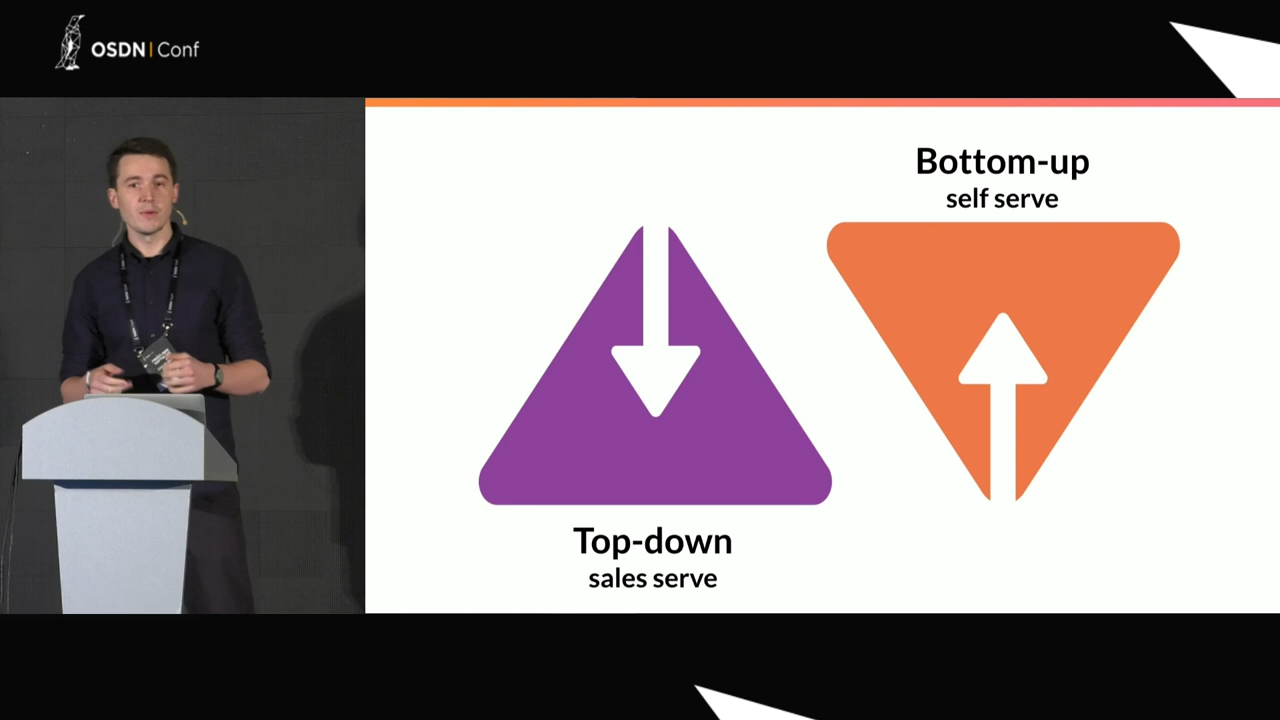 OSDN | Conf
Bottom-up
self serve
Top-down
sales serve